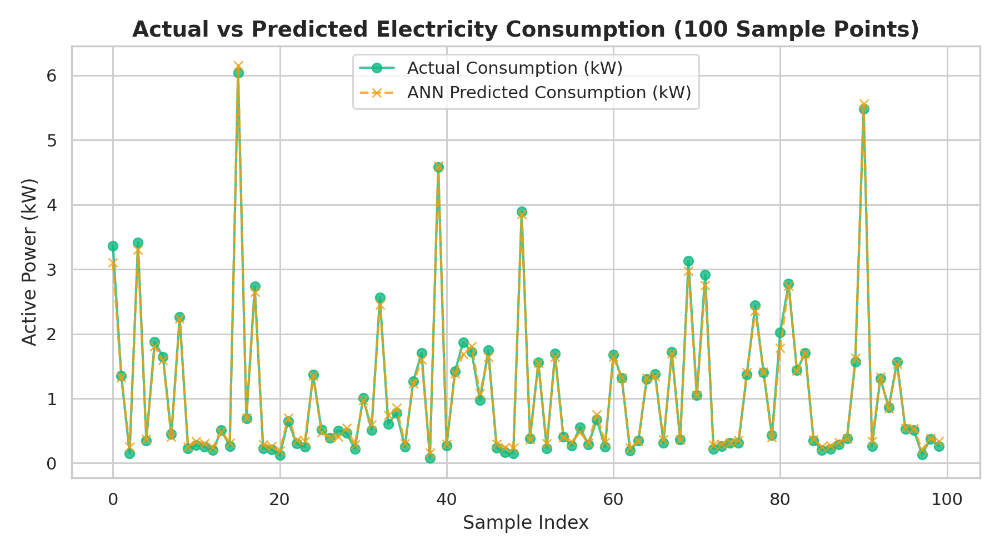 Actual vs Predicted Electricity Consumption (100 Sample Points)
Actual Consumption (kW)
ANN Predicted Consumption (kW)
Active Power (kW)
6
5
4
3
2
1
0
0 20 40 60 80 100
Sample Index